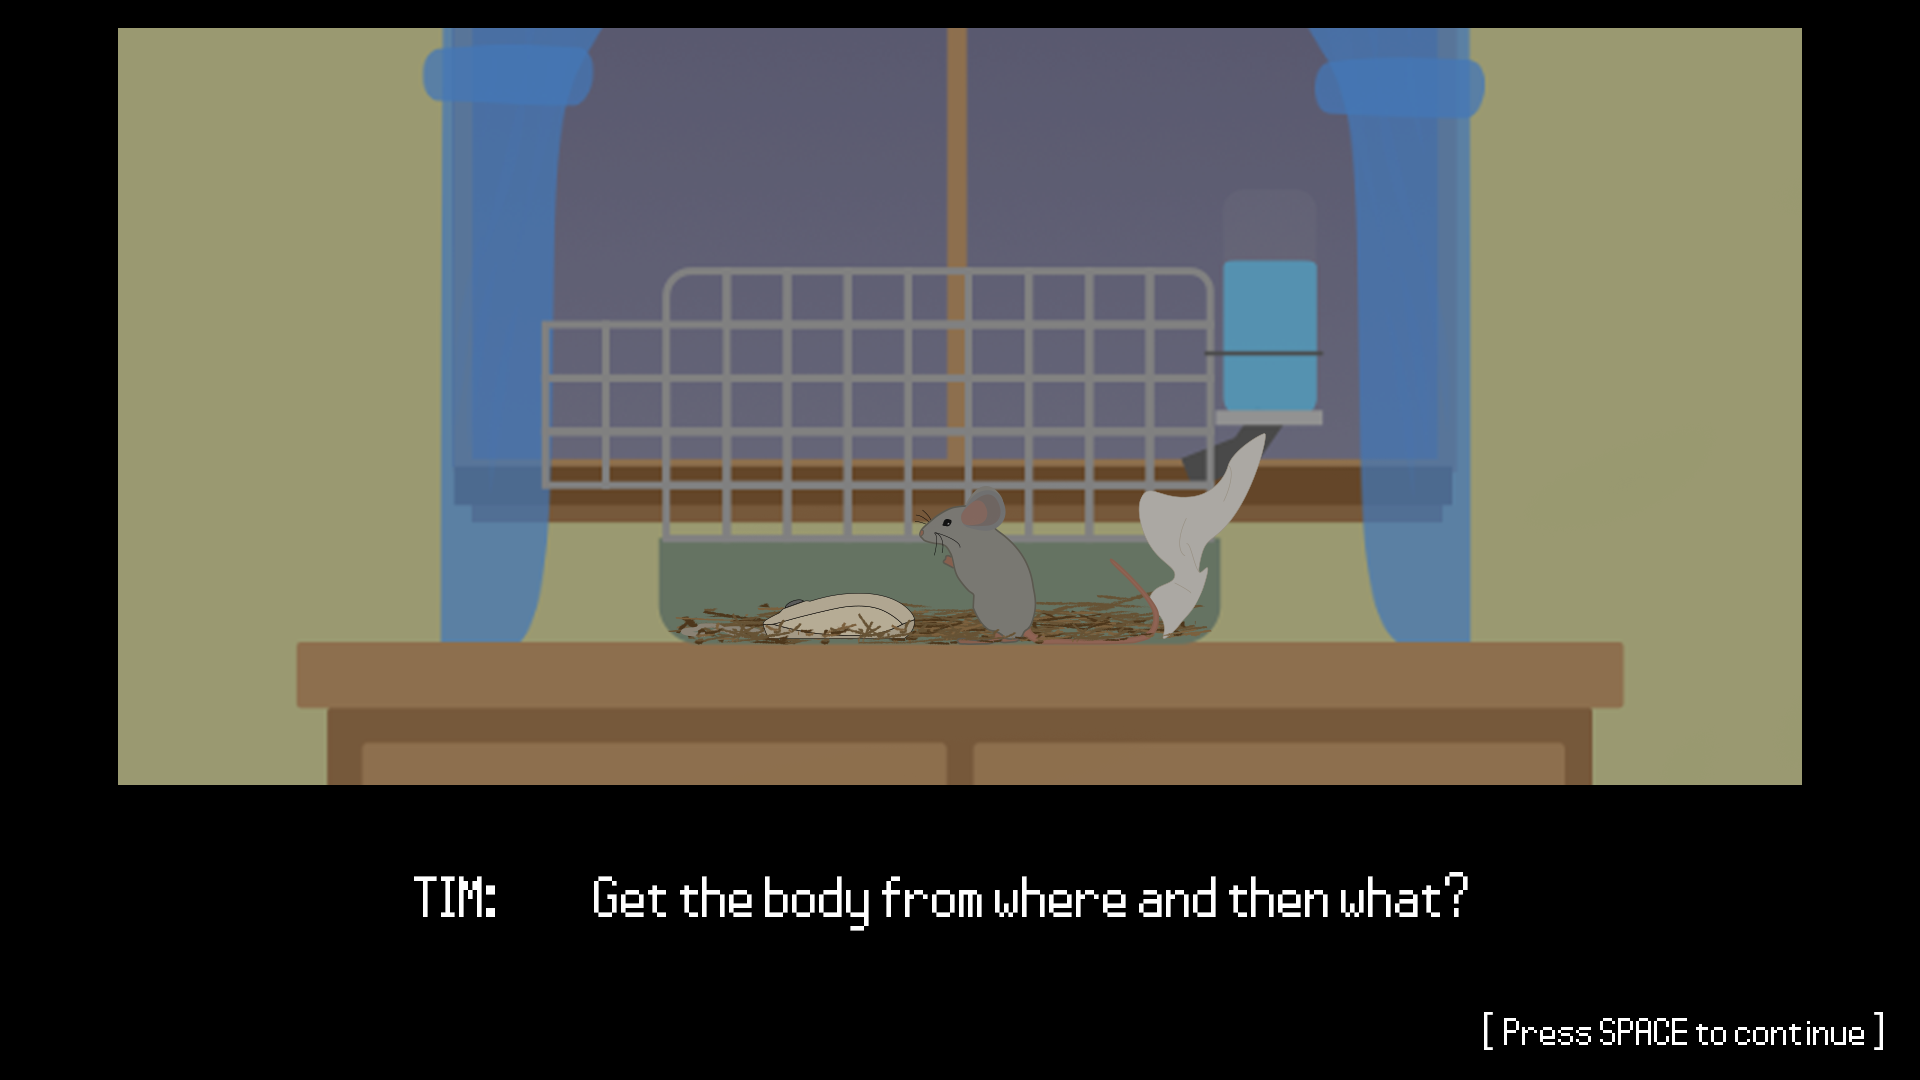 TIM: Get the body from where and then what?
[ Press SPACE to continue ]